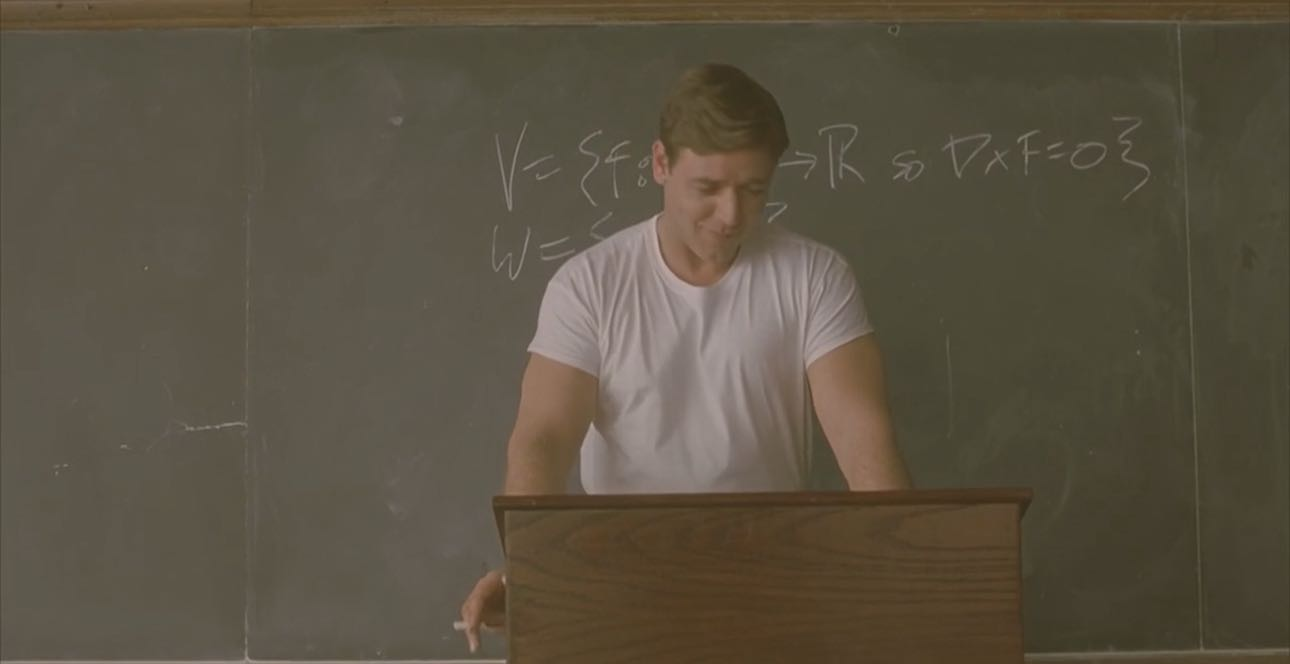 V = {f: → R so ∇ x F = 0}
W = {